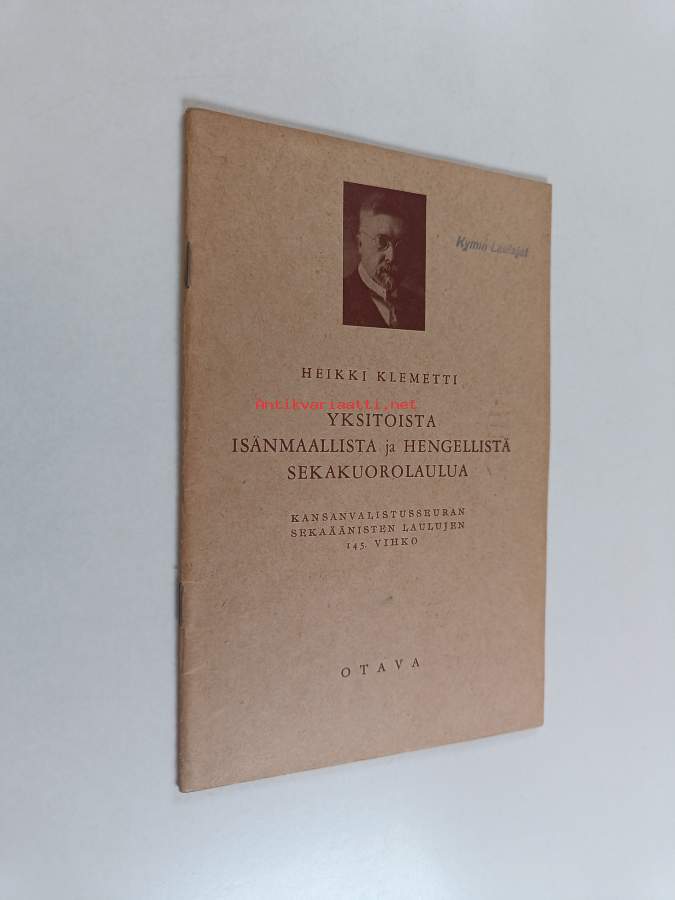 Kymin Laulajat
HEIKKI KLEMETTI
Antikvariaatti.net
YKSITOISTA
ISÄNMAALLISTA ja HENGELLISTÄ
SEKAKUOROLAULUA
KANSANVALISTUSSEURAN
SEKAÄÄNISTEN LAULUJEN
145. VIHKO
OTAVA